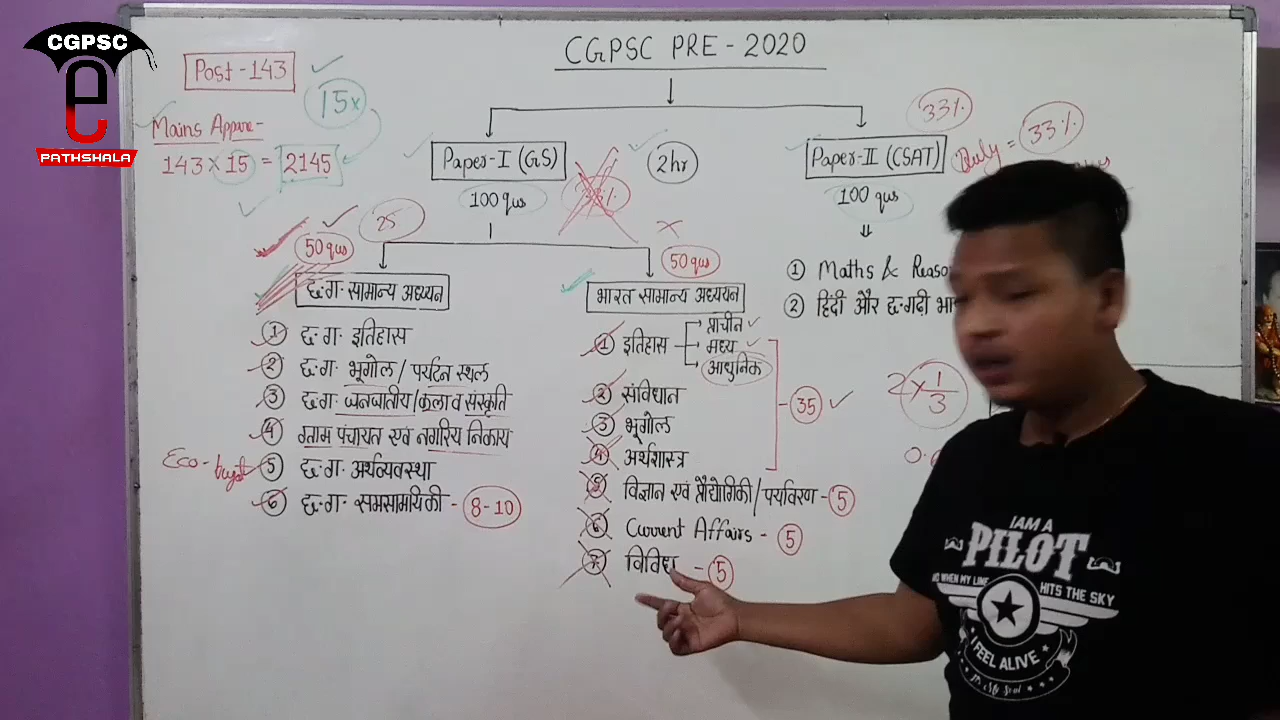 CGPSC
PATHSHALA
CGPSC PRE - 2020
Post - 143
15x
Mains Appear-
143 x 15 = 2145
Paper-I (GS)
100 qus
2hr
33%
Paper-II (CSAT)
100 qus
= 33%
50 qus
25
छ.ग. सामान्य अध्ययन
① छ.ग. इतिहास
② छ.ग. भूगोल / पर्यटन स्थल
③ छ.ग. जनजातीय/कला व संस्कृति
④ ग्राम पंचायत एवं नगरिय निकाय
Eco-
⑤ छ.ग. अर्थव्यवस्था
⑥ छ.ग. समसामायिकी - 8-10
50 qus
भारत सामान्य अध्ययन
① इतिहास
प्राचीन
मध्य
आधुनिक
② संविधान
③ भूगोल
④ अर्थशास्त्र
35
⑤ विज्ञान एवं प्रौद्योगिकी/पर्यावरण - 5
⑥ Current Affairs - 5
⑦ विविध - 5
① Maths & Reaso
② हिंदी और छ.गढ़ी भा
2 x 1/3
I AM A
PILOT
HITS THE SKY
I FEEL ALIVE